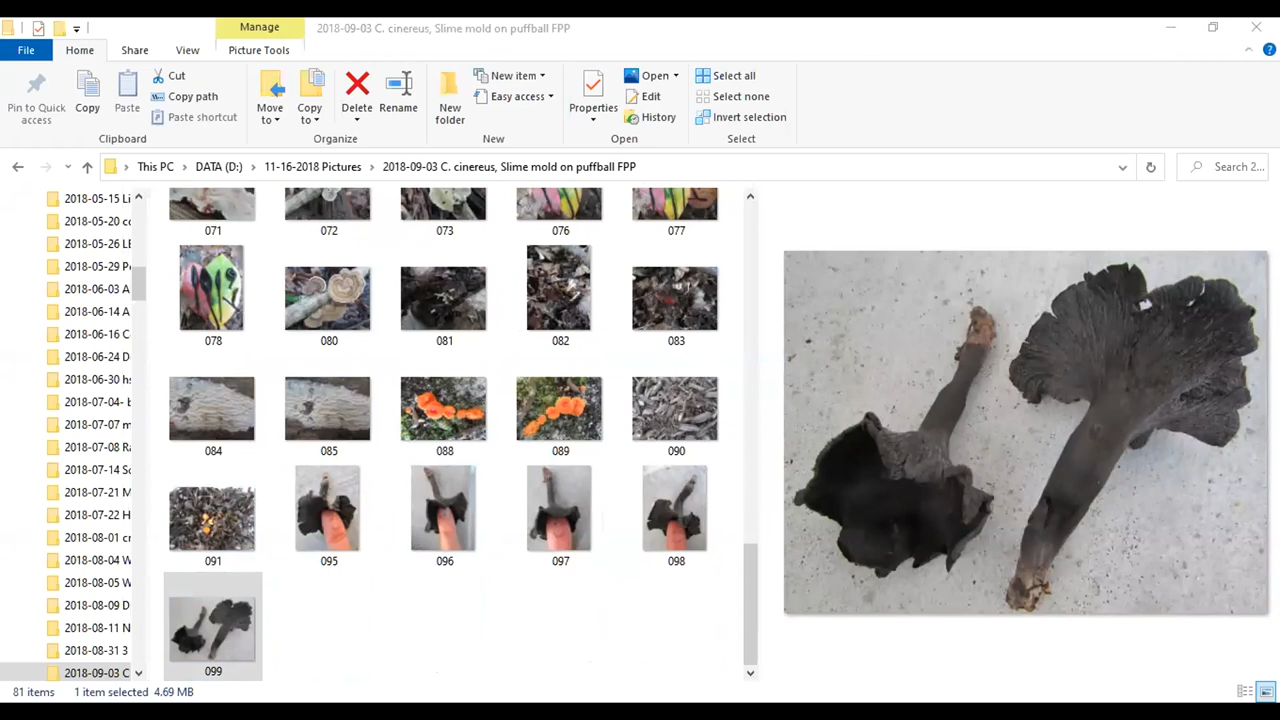 Manage
2018-09-03 C. cinereus, Slime mold on puffball FPP
File
Home
Share
View
Picture Tools
Pin to Quick access
Copy
Paste
Cut
Copy path
Paste shortcut
Clipboard
Move to
Copy to
Delete
Rename
Organize
New folder
New item
Easy access
New
Properties
Open
Edit
History
Open
Select all
Select none
Invert selection
Select
This PC
DATA (D:)
11-16-2018 Pictures
2018-09-03 C. cinereus, Slime mold on puffball FPP
Search 2...
2018-05-15 Li
2018-05-20 co
2018-05-26 LE
2018-05-29 Pe
2018-06-03 A
2018-06-14 A
2018-06-16 C
2018-06-24 D
2018-06-30 hs
2018-07-04- b
2018-07-07 m
2018-07-08 Ra
2018-07-14 Sc
2018-07-21 M
2018-07-22 H
2018-08-01 cr
2018-08-04 W
2018-08-05 W
2018-08-09 D
2018-08-11 N
2018-08-31 3
2018-09-03 C
071
072
073
076
077
078
080
081
082
083
084
085
088
089
090
091
095
096
097
098
099
81 items
1 item selected 4.69 MB